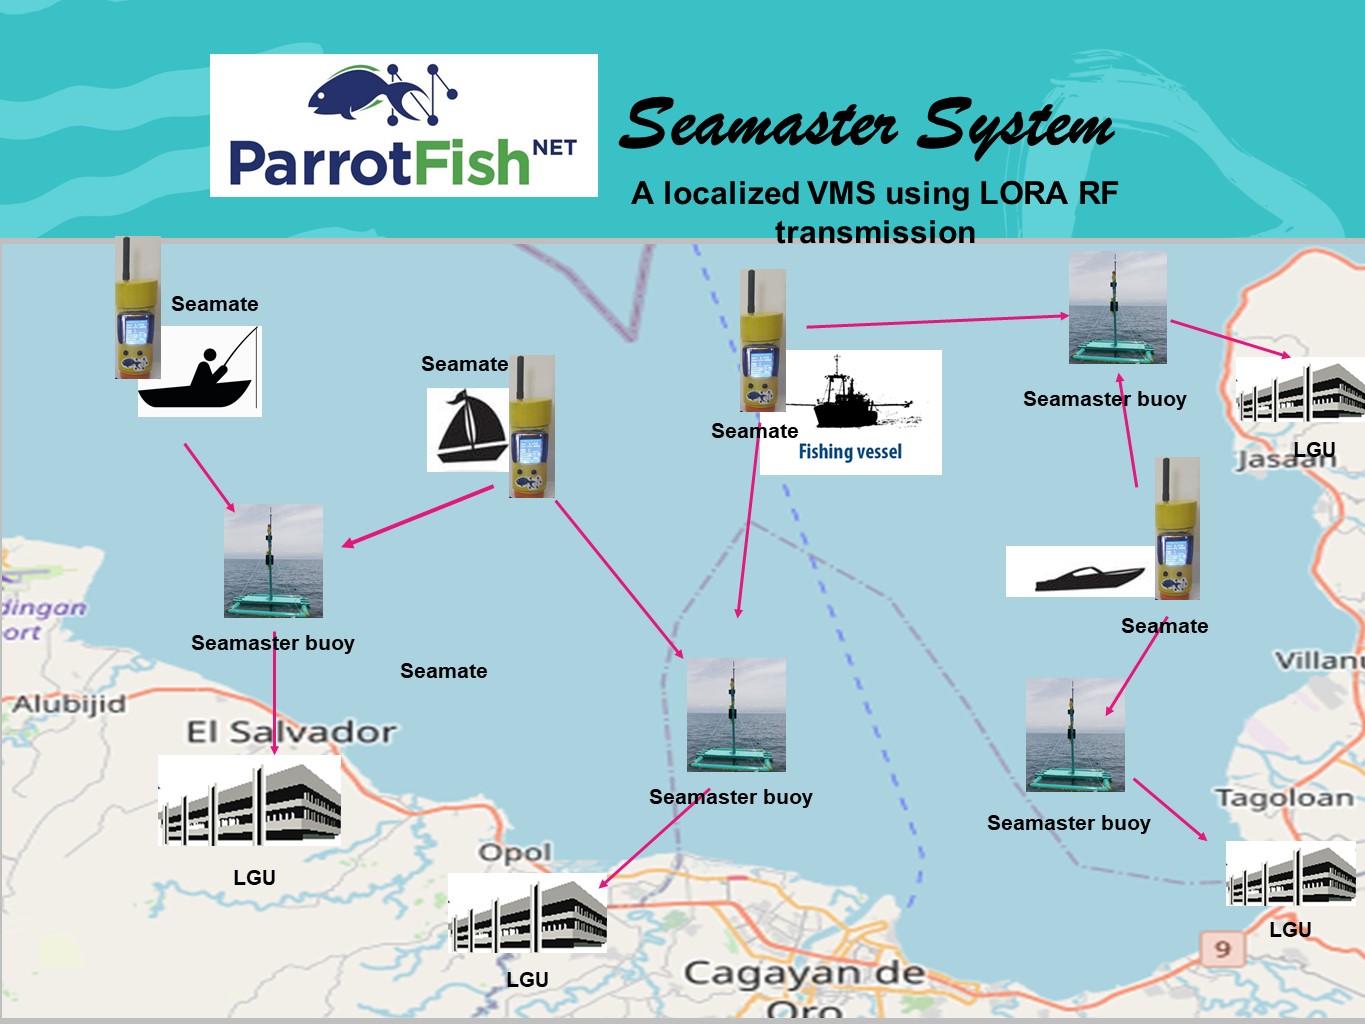 ParrotFish NET
Seamaster System
A localized VMS using LORA RF
transmission
Seamate
Seamate
Seamate
Fishing vessel
Seamaster buoy
LGU
Jasaan
Seamate
Seamaster buoy
Seamate
dingan
ort
Alubijid
El Salvador
Villanu
Seamaster buoy
Tagoloan
Seamaster buoy
Opol
LGU
LGU
9
LGU
Cagayan de
Oro